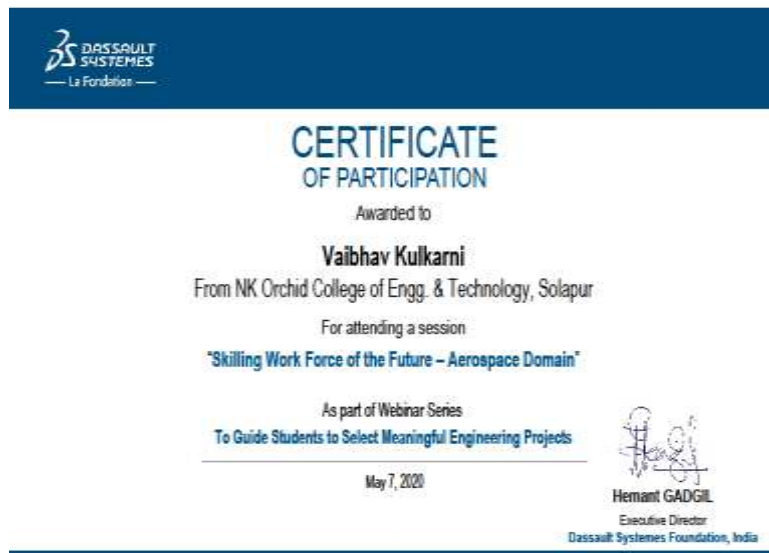 DASSAULT
SYSTEMES
La Fondation
CERTIFICATE
OF PARTICIPATION
Awarded to
Vaibhav Kulkarni
From NK Orchid College of Engg. & Technology, Solapur
For attending a session
"Skilling Work Force of the Future – Aerospace Domain"
As part of Webinar Series
To Guide Students to Select Meaningful Engineering Projects
May 7, 2020
Hemant GADGIL
Executive Director
Dassault Systemes Foundation, India